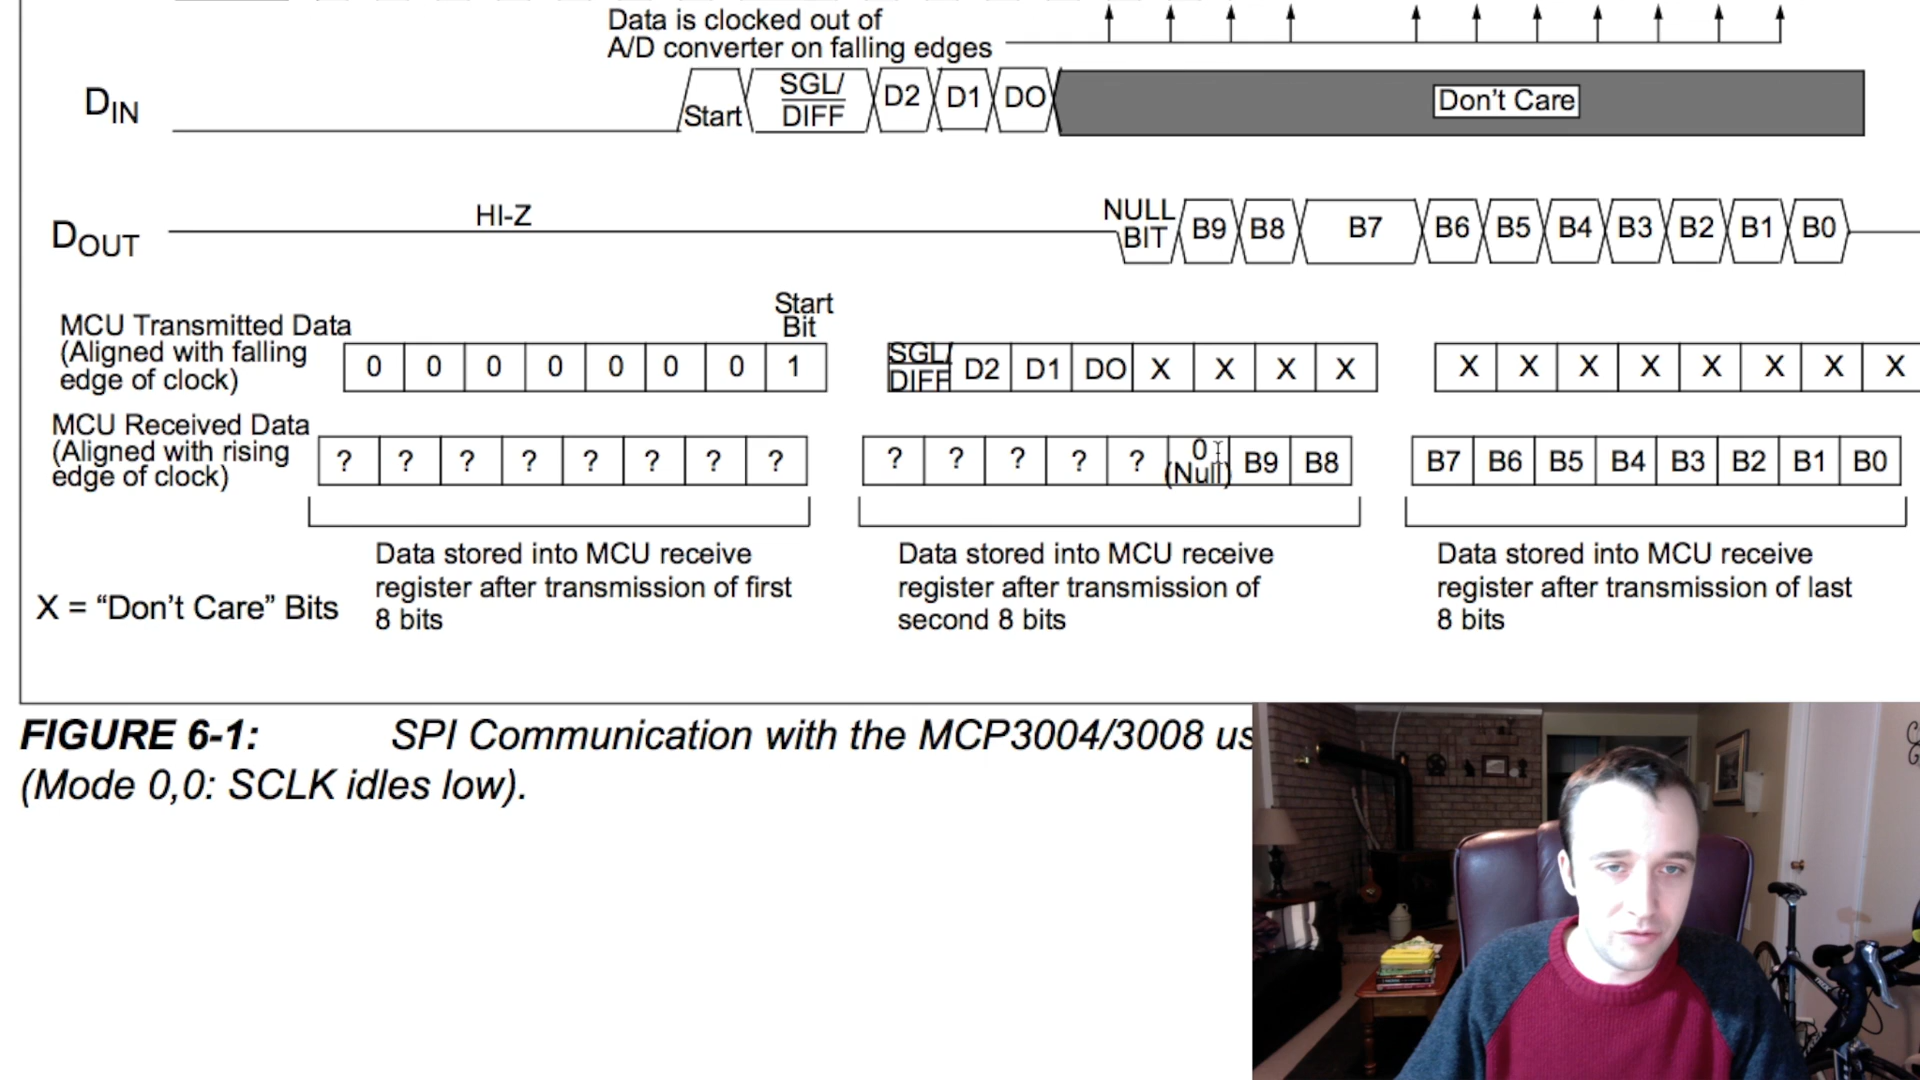 Data is clocked out of
A/D converter on falling edges
DIN
Start SGL/DIFF D2 D1 DO Don't Care
DOUT
HI-Z
NULL BIT B9 B8 B7 B6 B5 B4 B3 B2 B1 B0
Start
Bit
MCU Transmitted Data
(Aligned with falling
edge of clock)
0 0 0 0 0 0 0 1 SGL/DIFF D2 D1 DO X X X X X X X X X X X X
MCU Received Data
(Aligned with rising
edge of clock)
? ? ? ? ? ? ? ? ? ? ? ? ? 0 (Null) B9 B8 B7 B6 B5 B4 B3 B2 B1 B0
Data stored into MCU receive
register after transmission of first
8 bits
Data stored into MCU receive
register after transmission of
second 8 bits
Data stored into MCU receive
register after transmission of last
8 bits
X = “Don’t Care” Bits
FIGURE 6-1: SPI Communication with the MCP3004/3008 us
(Mode 0,0: SCLK idles low).